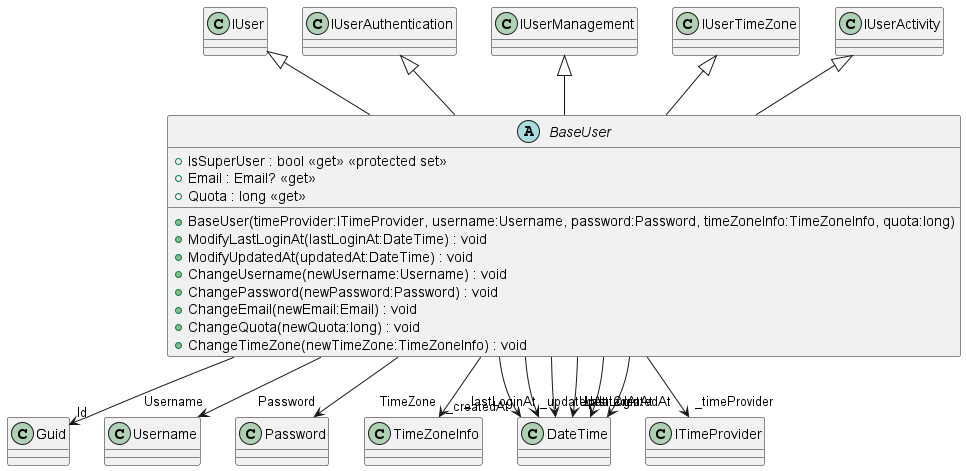 C IUser
C IUserAuthentication
C IUserManagement
C IUserTimeZone
C IUserActivity
A BaseUser
IsSuperUser : bool «get» «protected set»
Email : Email? «get»
Quota : long «get»
BaseUser(timeProvider:ITimeProvider, username:Username, password:Password, timeZoneInfo:TimeZoneInfo, quota:long)
ModifyLastLoginAt(lastLoginAt:DateTime) : void
ModifyUpdatedAt(updatedAt:DateTime) : void
ChangeUsername(newUsername:Username) : void
ChangePassword(newPassword:Password) : void
ChangeEmail(newEmail:Email) : void
ChangeQuota(newQuota:long) : void
ChangeTimeZone(newTimeZone:TimeZoneInfo) : void
Id
Username
Password
TimeZone
_createdAt
_lastLoginAt
_timeProvider
C Guid
C Username
C Password
C TimeZoneInfo
C DateTime
C ITimeProvider